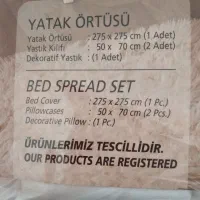 YATAK ÖRTÜSÜ
Yatak Örtüsü : 275 x 275 cm (1 Adet)
Yastık Kılıfı : 50 x 70 cm (2 Adet)
Dekoratif Yastık : (1 Adet)
BED SPREAD SET
Bed Cover : 275 x 275 cm (1 Pc.)
Pillowcases : 50 x 70 cm (2 Pcs.)
Decorative Pillow : (1 Pc.)
ÜRÜNLERİMİZ TESCİLLİDİR.
OUR PRODUCTS ARE REGISTERED